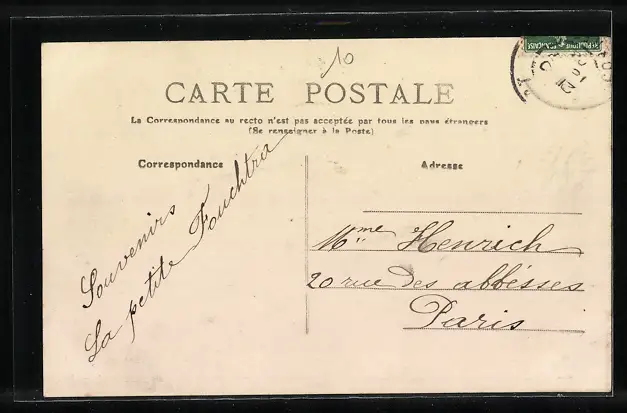 10
CARTE POSTALE
La Correspondance au recto n'est pas acceptée par tous les pays étrangers
(Se renseigner à la Poste)
Correspondance
Adresse
Souvenirs
La petite Fouchtra
Mme Henrich
20 rue des abbésses
Paris